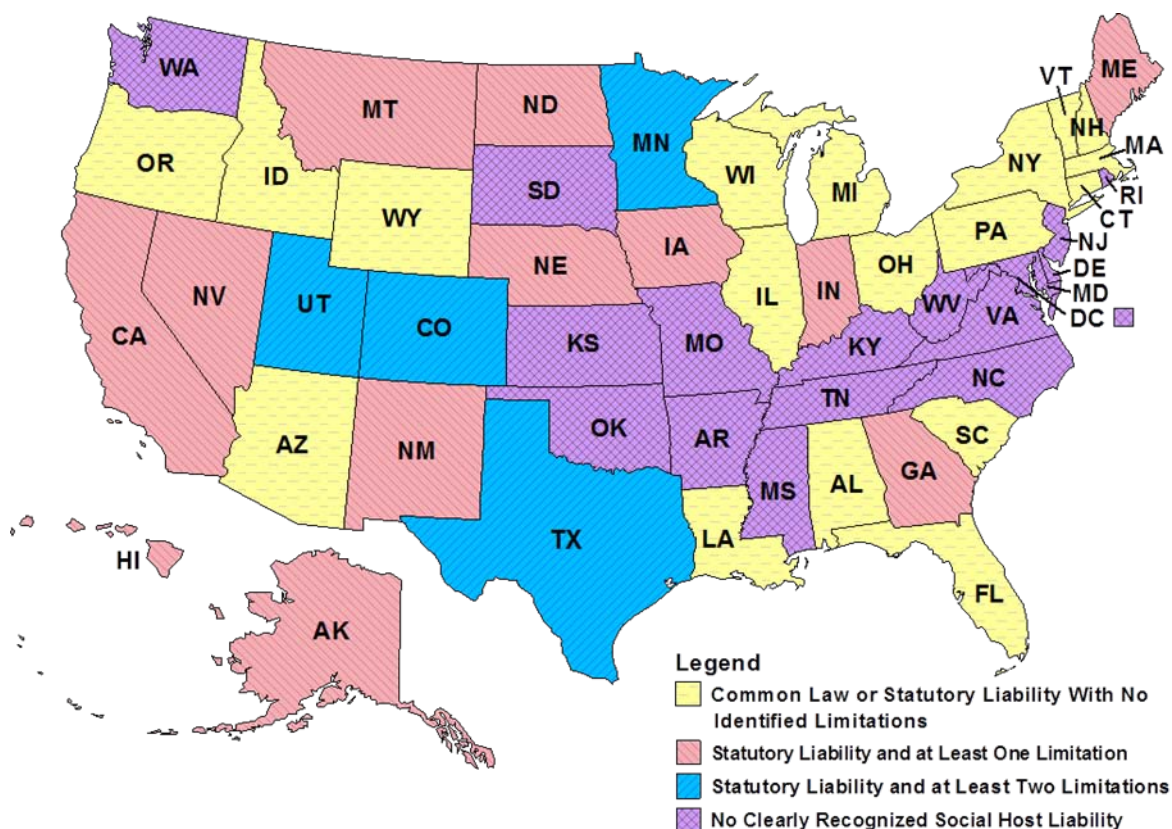 WA
MT
ND
MN
ME
VT
NH
MA
NY
RI
CT
OR
ID
SD
WI
MI
WY
PA
NJ
DE
MD
DC
NE
IA
OH
IL
IN
NV
UT
CO
WV
VA
CA
KS
MO
KY
NC
TN
AZ
NM
OK
AR
SC
MS
AL
GA
TX
LA
HI
FL
AK
Legend
Common Law or Statutory Liability With No
Identified Limitations
Statutory Liability and at Least One Limitation
Statutory Liability and at Least Two Limitations
No Clearly Recognized Social Host Liability